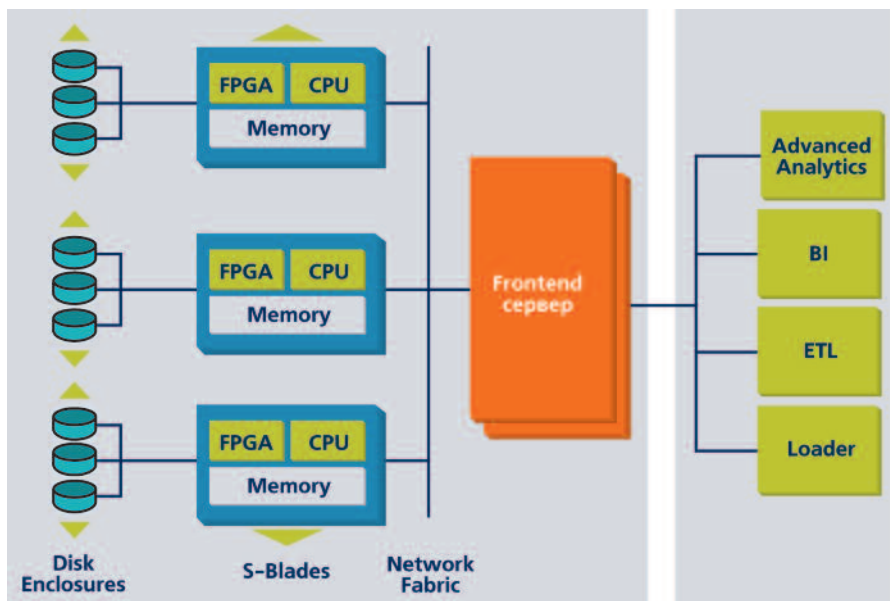 FPGA CPU
Memory
FPGA CPU
Memory
FPGA CPU
Memory
Disk
Enclosures
S-Blades
Network
Fabric
Frontend
сервер
Advanced
Analytics
BI
ETL
Loader